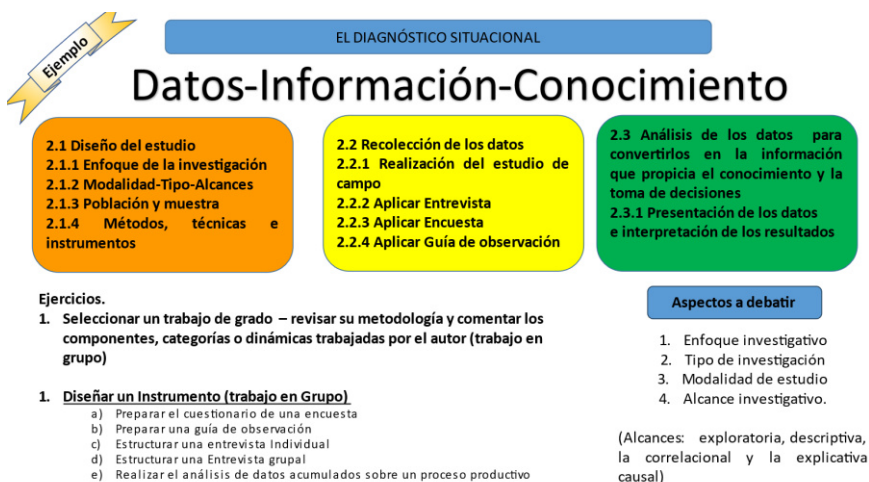 Ejemplo
EL DIAGNÓSTICO SITUACIONAL
Datos-Información-Conocimiento
2.1 Diseño del estudio
2.1.1 Enfoque de la investigación
2.1.2 Modalidad-Tipo-Alcances
2.1.3 Población y muestra
2.1.4 Métodos, técnicas e
instrumentos
2.2 Recolección de los datos
2.2.1 Realización del estudio de
campo
2.2.2 Aplicar Entrevista
2.2.3 Aplicar Encuesta
2.2.4 Aplicar Guía de observación
2.3 Análisis de los datos para
convertirlos en la información
que propicia el conocimiento y la
toma de decisiones
2.3.1 Presentación de los datos
e interpretación de los resultados
Ejercicios.
1. Seleccionar un trabajo de grado – revisar su metodología y comentar los
componentes, categorías o dinámicas trabajadas por el autor (trabajo en
grupo)
1. Diseñar un Instrumento (trabajo en Grupo)
a) Preparar el cuestionario de una encuesta
b) Preparar una guía de observación
c) Estructurar una entrevista Individual
d) Estructurar una Entrevista grupal
e) Realizar el análisis de datos acumulados sobre un proceso productivo
Aspectos a debatir
1. Enfoque investigativo
2. Tipo de investigación
3. Modalidad de estudio
4. Alcance investigativo.
(Alcances: exploratoria, descriptiva,
la correlacional y la explicativa
causal)